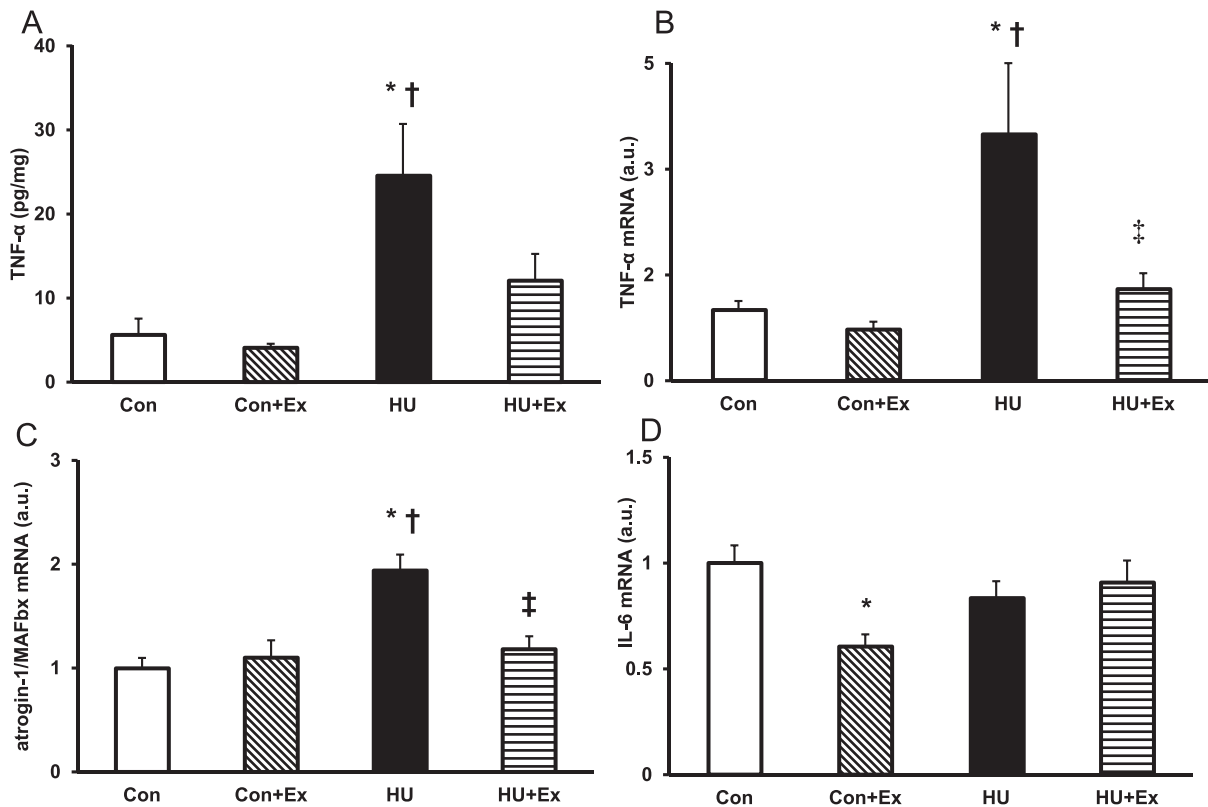 A
TNF-α (pg/mg)
40
30
20
10
0
* †
Con Con+Ex HU HU+Ex
B
TNF-α mRNA (a.u.)
5
3
2
0
* †
‡
Con Con+Ex HU HU+Ex
C
atrogin-1/MAFbx mRNA (a.u.)
3
2
1
0
* †
‡
Con Con+Ex HU HU+Ex
D
IL-6 mRNA (a.u.)
1.5
1
0.5
0
*
Con Con+Ex HU HU+Ex